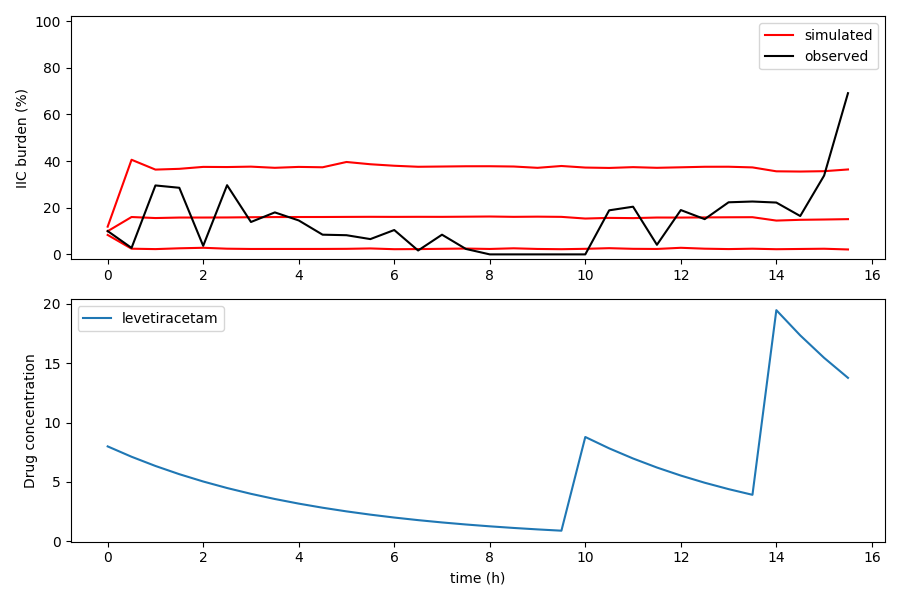 100
80
60
40
20
0
IIC burden (%)
simulated
observed
0 2 4 6 8 10 12 14 16
20
15
10
5
0
Drug concentration
levetiracetam
0 2 4 6 8 10 12 14 16
time (h)